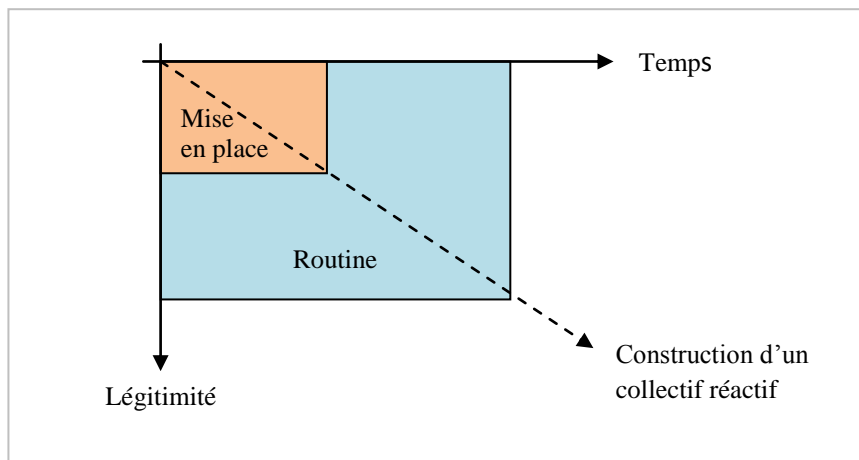 Temps
Mise
en place
Routine
Construction d’un
collectif réactif
Légitimité